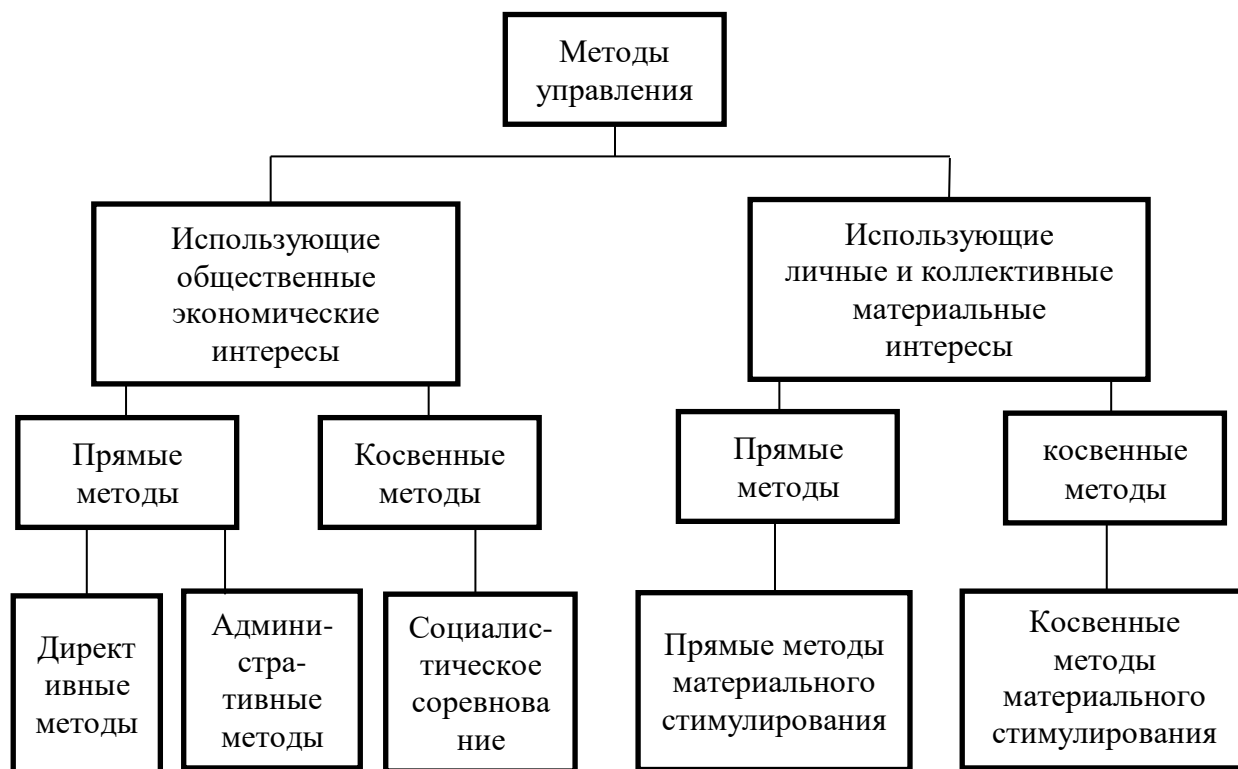 Методы
управления
Использующие
общественные
экономические
интересы
Использующие
личные и коллективные
материальные
интересы
Прямые
методы
Косвенные
методы
Прямые
методы
косвенные
методы
Директ
ивные
методы
Админи-
стра-
тивные
методы
Социалис-
тическое
соревнова
ние
Прямые методы
материального
стимулирования
Косвенные
методы
материального
стимулирования